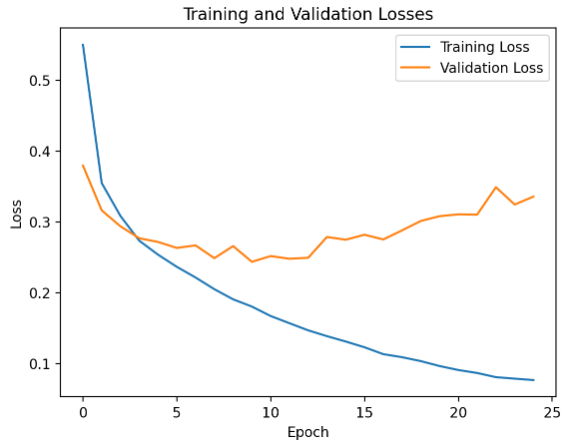 Training and Validation Losses
Training Loss
Validation Loss
Loss
0.5
0.4
0.3
0.2
0.1
0
5
10
15
20
25
Epoch